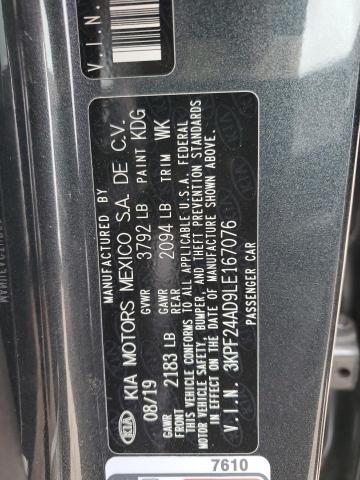 V.I.N.
MANUFACTURED BY
KIA KIA MOTORS MEXICO S.A. DE C.V.
08/19 GVWR 3792 LB PAINT KDG
GAWR FRONT 2183 LB GAWR REAR 2094 LB TRIM WK
THIS VEHICLE CONFORMS TO ALL APPLICABLE U.S.A. FEDERAL
MOTOR VEHICLE SAFETY, BUMPER, AND THEFT PREVENTION STANDARDS
IN EFFECT ON THE DATE OF MANUFACTURE SHOWN ABOVE.
V.I.N. 3KPF24AD9LE167076
PASSENGER CAR
7610